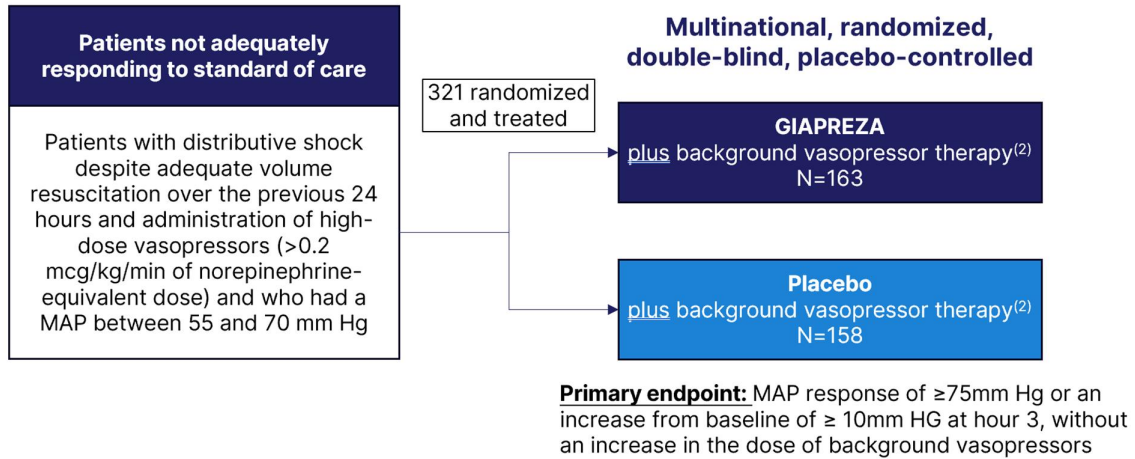 Patients not adequately
responding to standard of care
Patients with distributive shock
despite adequate volume
resuscitation over the previous 24
hours and administration of high-
dose vasopressors (>0.2
mcg/kg/min of norepinephrine-
equivalent dose) and who had a
MAP between 55 and 70 mm Hg
321 randomized
and treated
Multinational, randomized,
double-blind, placebo-controlled
GIAPREZA
plus background vasopressor therapy(2)
N=163
Placebo
plus background vasopressor therapy(2)
N=158
Primary endpoint: MAP response of ≥75mm Hg or an
increase from baseline of ≥ 10mm HG at hour 3, without
an increase in the dose of background vasopressors